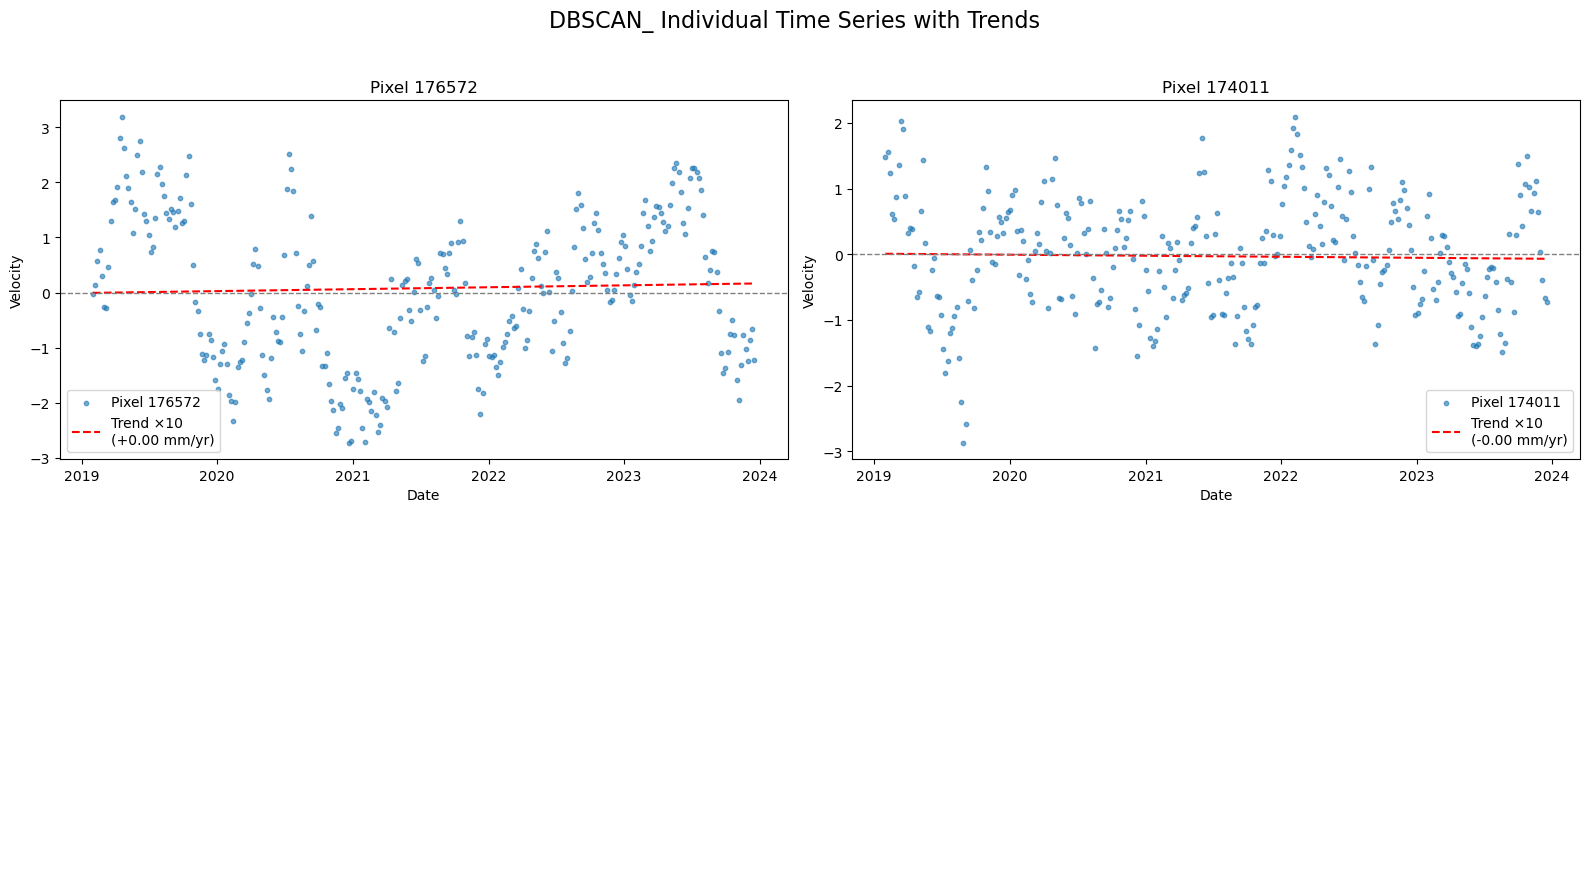 DBSCAN_ Individual Time Series with Trends
Pixel 176572
3
2
1
0
−1
−2
−3
Velocity
Pixel 176572
Trend ×10
(+0.00 mm/yr)
2019 2020 2021 2022 2023 2024
Date
Pixel 174011
2
1
0
−1
−2
−3
Velocity
Pixel 174011
Trend ×10
(-0.00 mm/yr)
2019 2020 2021 2022 2023 2024
Date